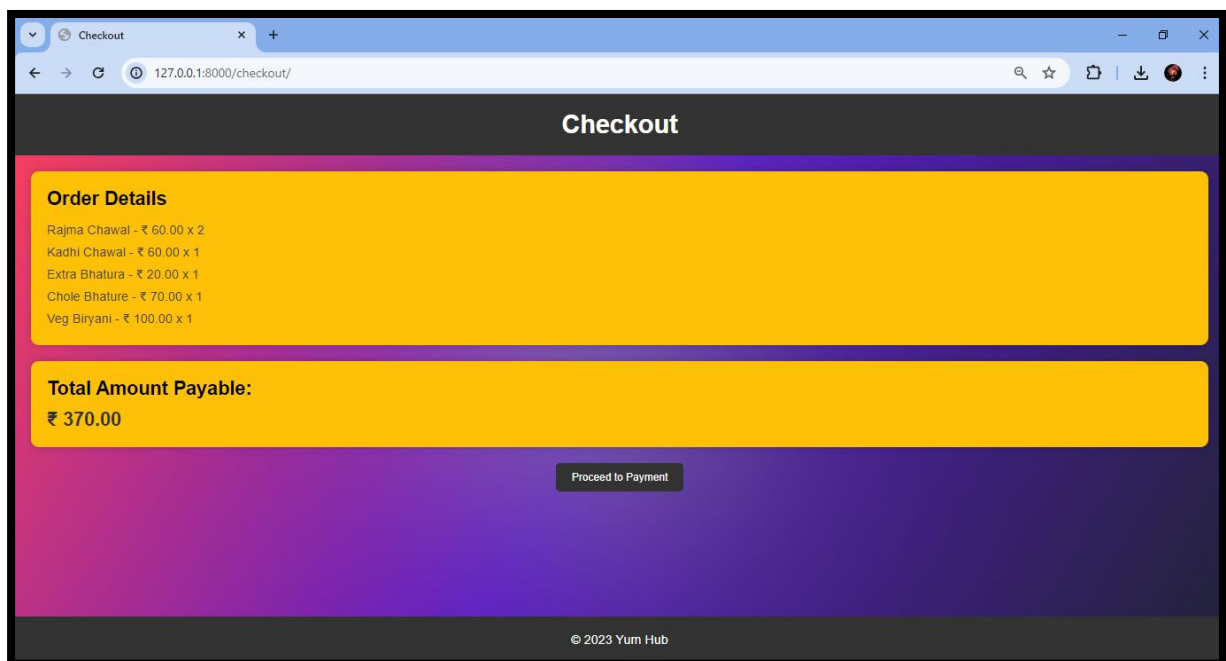 Checkout
127.0.0.1:8000/checkout/
Checkout
Order Details
Rajma Chawal - ₹ 60.00 x 2
Kadhi Chawal - ₹ 60.00 x 1
Extra Bhatura - ₹ 20.00 x 1
Chole Bhature - ₹ 70.00 x 1
Veg Biryani - ₹ 100.00 x 1
Total Amount Payable:
₹ 370.00
Proceed to Payment
© 2023 Yum Hub